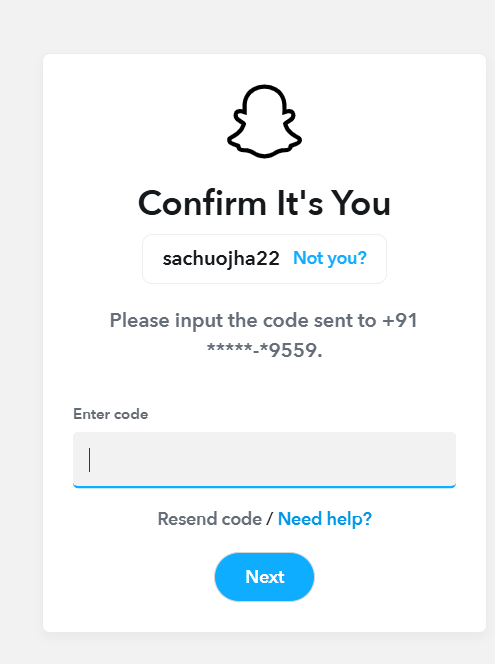 Confirm It's You
sachuojha22 Not you?
Please input the code sent to +91
*****-*9559.
Enter code
Resend code / Need help?
Next